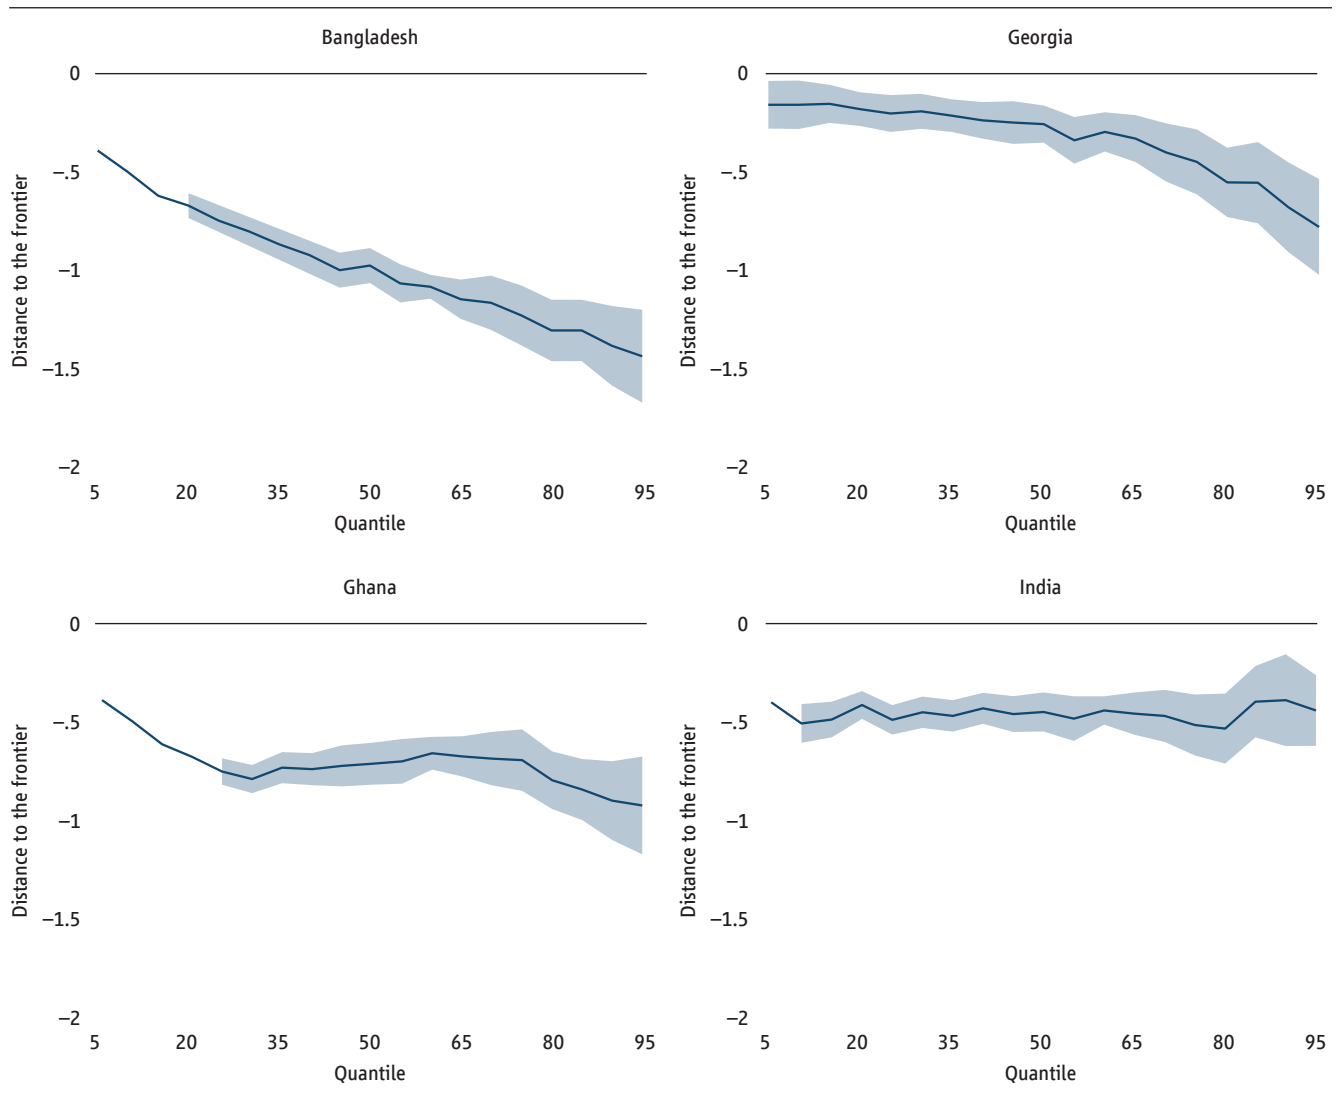 Bangladesh
0
–.5
–1
–1.5
–2
Distance to the frontier
5 20 35 50 65 80 95
Quantile
Georgia
0
–.5
–1
–1.5
–2
Distance to the frontier
5 20 35 50 65 80 95
Quantile
Ghana
0
–.5
–1
–1.5
–2
Distance to the frontier
5 20 35 50 65 80 95
Quantile
India
0
–.5
–1
–1.5
–2
Distance to the frontier
5 20 35 50 65 80 95
Quantile